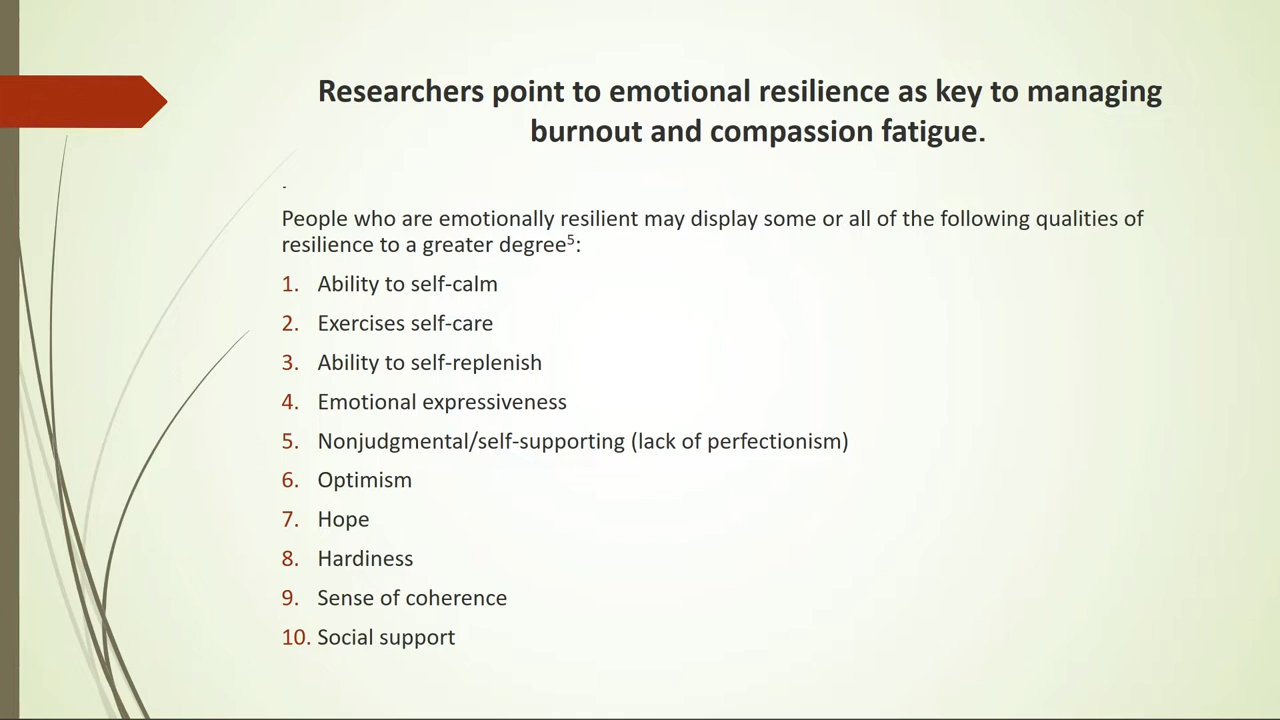 Researchers point to emotional resilience as key to managing
burnout and compassion fatigue.
-
People who are emotionally resilient may display some or all of the following qualities of
resilience to a greater degree⁵:
1. Ability to self-calm
2. Exercises self-care
3. Ability to self-replenish
4. Emotional expressiveness
5. Nonjudgmental/self-supporting (lack of perfectionism)
6. Optimism
7. Hope
8. Hardiness
9. Sense of coherence
10. Social support